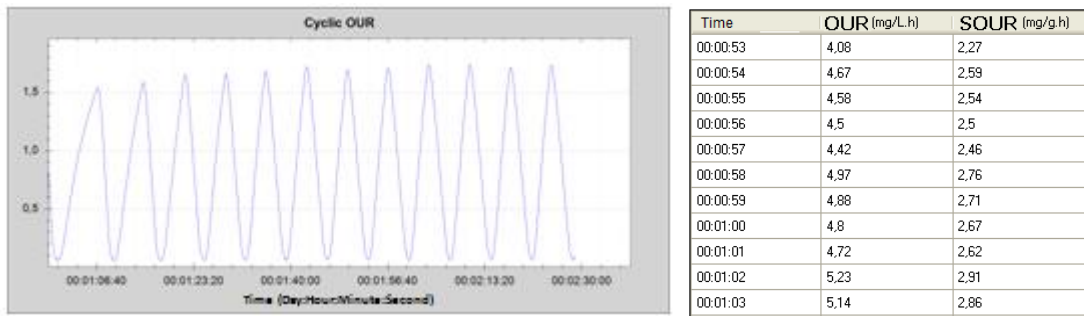 Cyclic OUR
1,5
1,0
0,5
00:01:06:40 00:01:23:20 00:01:40:00 00:01:56:40 00:02:13:20 00:02:30:00
Time (Day:Hour:Minute:Second)
Time OUR (mg/L.h) SOUR (mg/g.h)
00:00:53 4,08 2,27
00:00:54 4,67 2,59
00:00:55 4,58 2,54
00:00:56 4,5 2,5
00:00:57 4,42 2,46
00:00:58 4,97 2,76
00:00:59 4,88 2,71
00:01:00 4,8 2,67
00:01:01 4,72 2,62
00:01:02 5,23 2,91
00:01:03 5,14 2,86